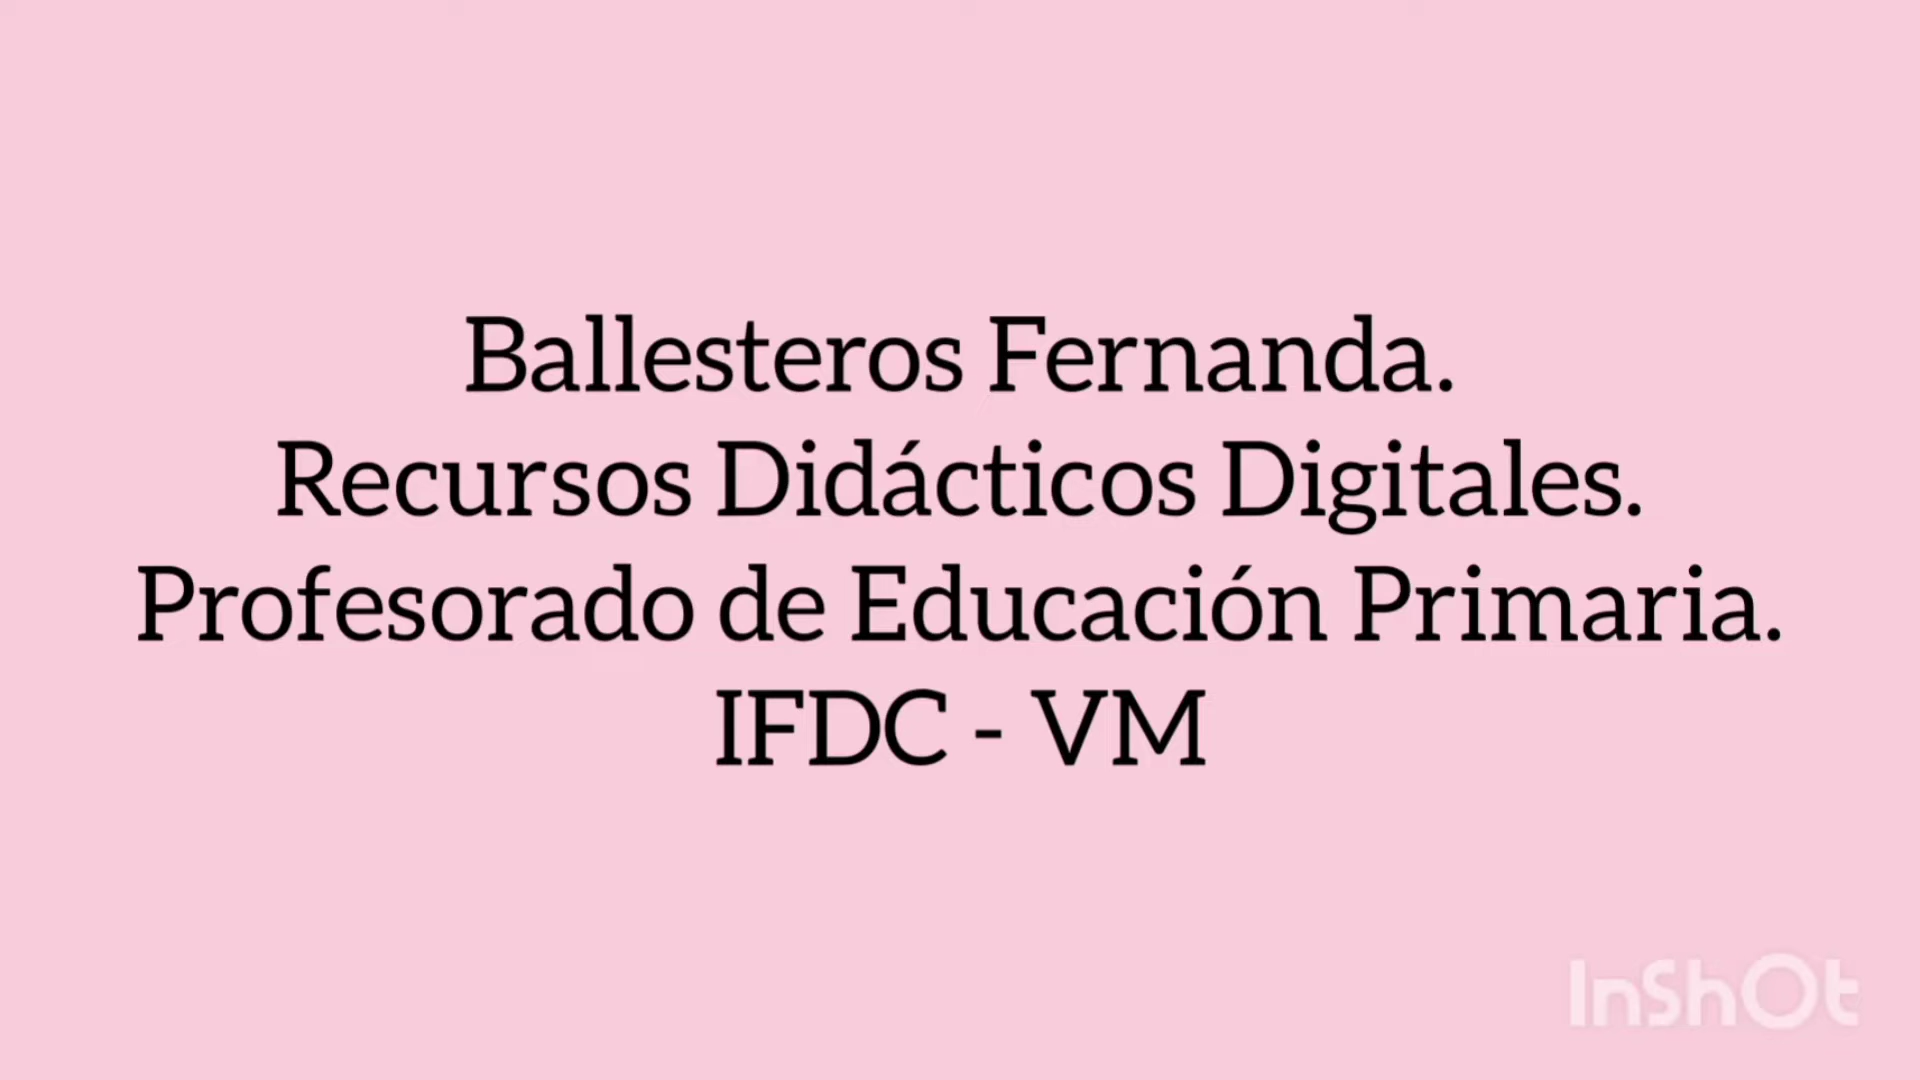 Ballesteros Fernanda.
Recursos Didácticos Digitales.
Profesorado de Educación Primaria.
IFDC - VM
InShOt